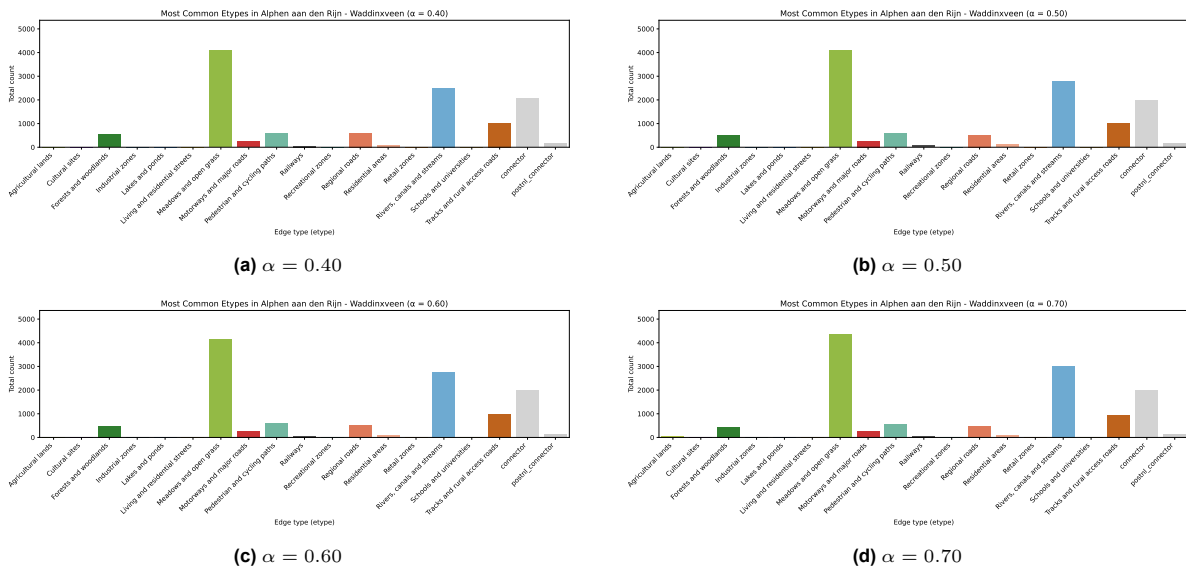 Most Common Etypes in Alphen aan den Rijn - Waddinxveen (α = 0.40)
Total count
5000
4000
3000
2000
1000
0
Agricultural lands
Cultural sites
Forests and woodlands
Industrial zones
Lakes and ponds
Living and residential streets
Meadows and open grass
Motorways and major roads
Pedestrian and cycling paths
Railways
Recreational zones
Regional roads
Residential areas
Retail zones
Rivers, canals and streams
Schools and universities
Tracks and rural access roads
connector
postnl_connector
Edge type (etype)
(a) α = 0.40
Most Common Etypes in Alphen aan den Rijn - Waddinxveen (α = 0.50)
Total count
5000
4000
3000
2000
1000
0
Agricultural lands
Cultural sites
Forests and woodlands
Industrial zones
Lakes and ponds
Living and residential streets
Meadows and open grass
Motorways and major roads
Pedestrian and cycling paths
Railways
Recreational zones
Regional roads
Residential areas
Retail zones
Rivers, canals and streams
Schools and universities
Tracks and rural access roads
connector
postnl_connector
Edge type (etype)
(b) α = 0.50
Most Common Etypes in Alphen aan den Rijn - Waddinxveen (α = 0.60)
Total count
5000
4000
3000
2000
1000
0
Agricultural lands
Cultural sites
Forests and woodlands
Industrial zones
Lakes and ponds
Living and residential streets
Meadows and open grass
Motorways and major roads
Pedestrian and cycling paths
Railways
Recreational zones
Regional roads
Residential areas
Retail zones
Rivers, canals and streams
Schools and universities
Tracks and rural access roads
connector
postnl_connector
Edge type (etype)
(c) α = 0.60
Most Common Etypes in Alphen aan den Rijn - Waddinxveen (α = 0.70)
Total count
5000
4000
3000
2000
1000
0
Agricultural lands
Cultural sites
Forests and woodlands
Industrial zones
Lakes and ponds
Living and residential streets
Meadows and open grass
Motorways and major roads
Pedestrian and cycling paths
Railways
Recreational zones
Regional roads
Residential areas
Retail zones
Rivers, canals and streams
Schools and universities
Tracks and rural access roads
connector
postnl_connector
Edge type (etype)
(d) α = 0.70